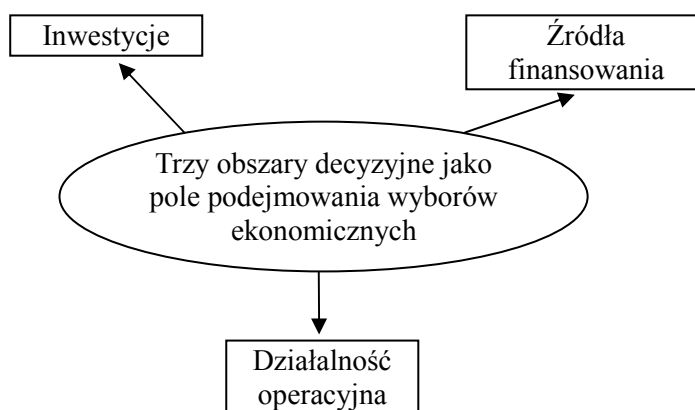 Inwestycje
Źródła
finansowania
Trzy obszary decyzyjne jako
pole podejmowania wyborów
ekonomicznych
Działalność
operacyjna